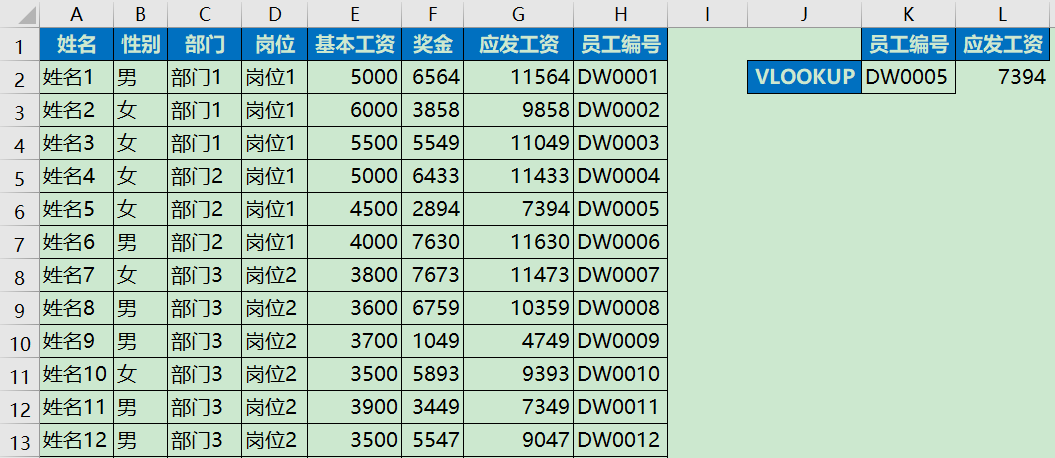 A B C D E F G H I J K L
1 姓名 性别 部门 岗位 基本工资 奖金 应发工资 员工编号 员工编号 应发工资
2 姓名1 男 部门1 岗位1 5000 6564 11564 DW0001 VLOOKUP DW0005 7394
3 姓名2 女 部门1 岗位1 6000 3858 9858 DW0002
4 姓名3 女 部门1 岗位1 5500 5549 11049 DW0003
5 姓名4 女 部门2 岗位1 5000 6433 11433 DW0004
6 姓名5 女 部门2 岗位1 4500 2894 7394 DW0005
7 姓名6 男 部门2 岗位1 4000 7630 11630 DW0006
8 姓名7 女 部门3 岗位2 3800 7673 11473 DW0007
9 姓名8 男 部门3 岗位2 3600 6759 10359 DW0008
10 姓名9 男 部门3 岗位2 3700 1049 4749 DW0009
11 姓名10 女 部门3 岗位2 3500 5893 9393 DW0010
12 姓名11 男 部门3 岗位2 3900 3449 7349 DW0011
13 姓名12 男 部门3 岗位2 3500 5547 9047 DW0012